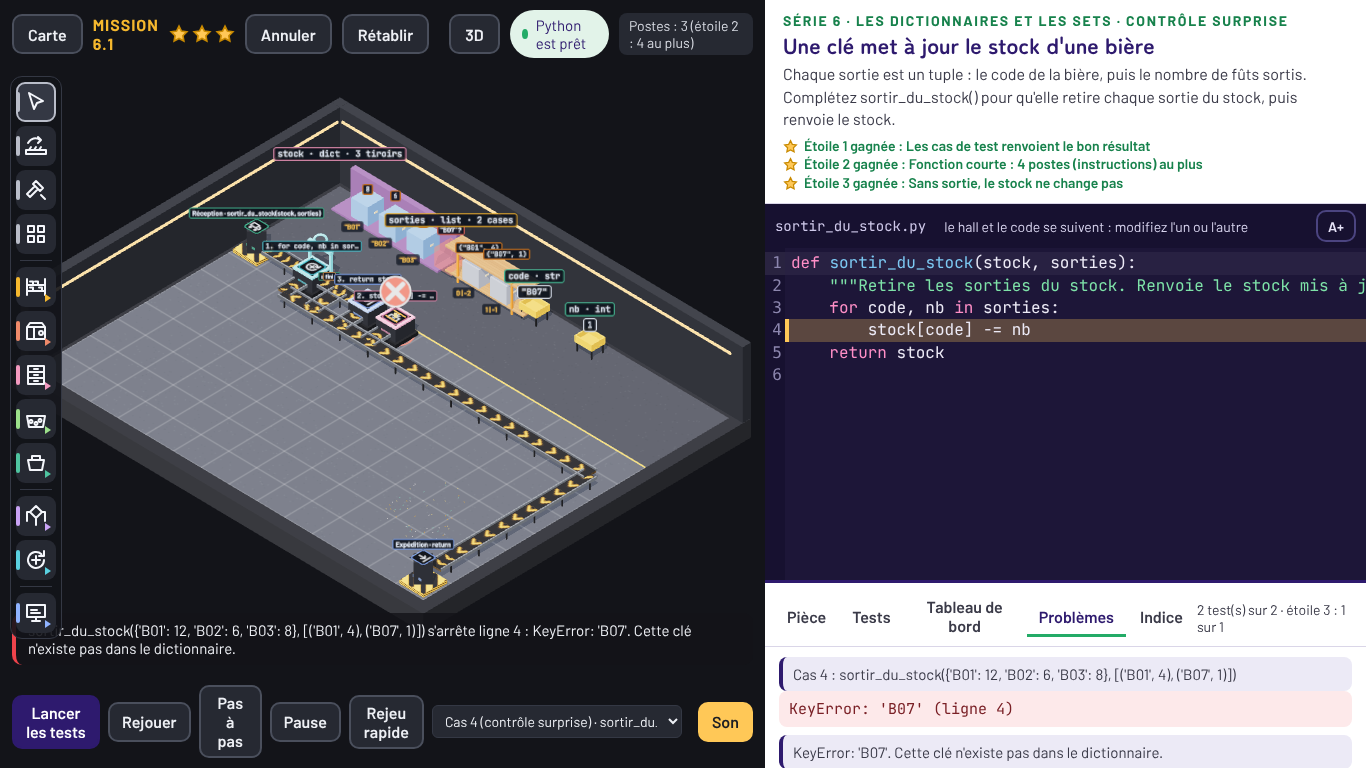 Carte
MISSION 6.1
Annuler
Rétablir
3D
Python est prêt
Postes : 3 (étoile 2 : 4 au plus)
stock · dict · 3 tiroirs
Réception·sortir_du_stock(stock, sorties)
sorties · list · 2 cases
1. for code, nb in sor…
"B01"
"B02"
"B03"
code · str
"B07"
nb · int
1
Expédition·return
sortir_du_stock({'B01': 12, 'B02': 6, 'B03': 8}, [('B01', 4), ('B07', 1)]) s'arrête ligne 4 : KeyError: 'B07'. Cette clé
n'existe pas dans le dictionnaire.
Lancer les tests
Rejouer
Pas à pas
Pause
Rejeu rapide
Cas 4 (contrôle surprise) · sortir_du.
Son
SÉRIE 6 · LES DICTIONNAIRES ET LES SETS · CONTRÔLE SURPRISE
Une clé met à jour le stock d'une bière
Chaque sortie est un tuple : le code de la bière, puis le nombre de fûts sortis.
Complétez sortir_du_stock() pour qu'elle retire chaque sortie du stock, puis
renvoie le stock.
Étoile 1 gagnée : Les cas de test renvoient le bon résultat
Étoile 2 gagnée : Fonction courte : 4 postes (instructions) au plus
Étoile 3 gagnée : Sans sortie, le stock ne change pas
sortir_du_stock.py
le hall et le code se suivent : modifiez l'un ou l'autre
A+
1 def sortir_du_stock(stock, sorties):
2 """Retire les sorties du stock. Renvoie le stock mis à j
3 for code, nb in sorties:
4 stock[code] -= nb
5 return stock
6
Pièce
Tests
Tableau de bord
Problèmes
Indice
2 test(s) sur 2 · étoile 3 : 1 sur 1
Cas 4 : sortir_du_stock({'B01': 12, 'B02': 6, 'B03': 8}, [('B01', 4), ('B07', 1)])
KeyError: 'B07' (ligne 4)
KeyError: 'B07'. Cette clé n'existe pas dans le dictionnaire.